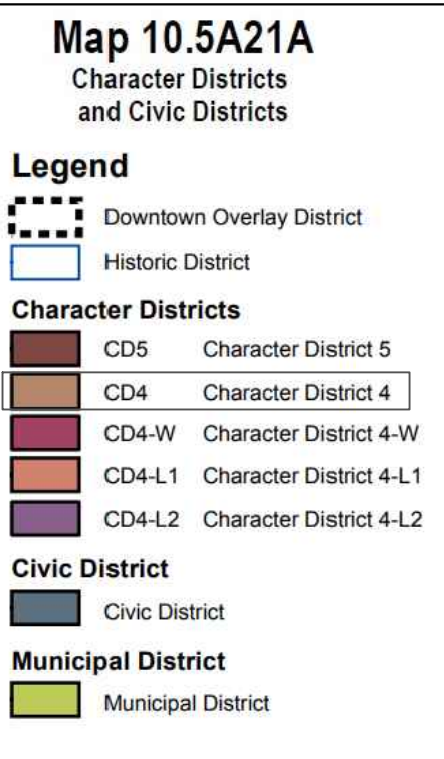 Map 10.5A21A
Character Districts
and Civic Districts
Legend
Downtown Overlay District
Historic District
Character Districts
CD5 Character District 5
CD4 Character District 4
CD4-W Character District 4-W
CD4-L1 Character District 4-L1
CD4-L2 Character District 4-L2
Civic District
Civic District
Municipal District
Municipal District